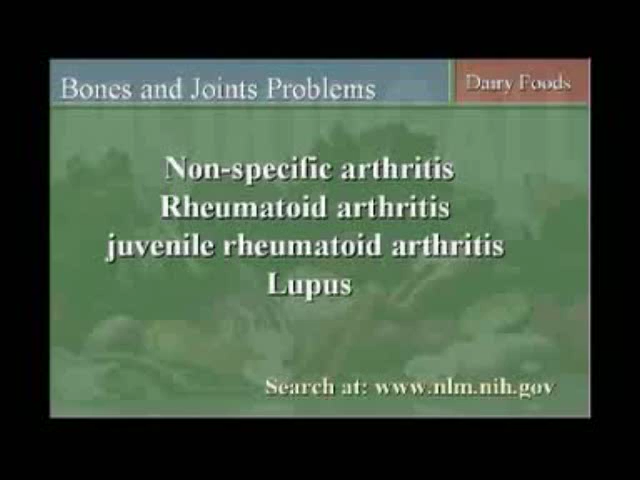 Bones and Joints Problems
Dairy Foods
Non-specific arthritis
Rheumatoid arthritis
juvenile rheumatoid arthritis
Lupus
Search at: www.nlm.nih.gov